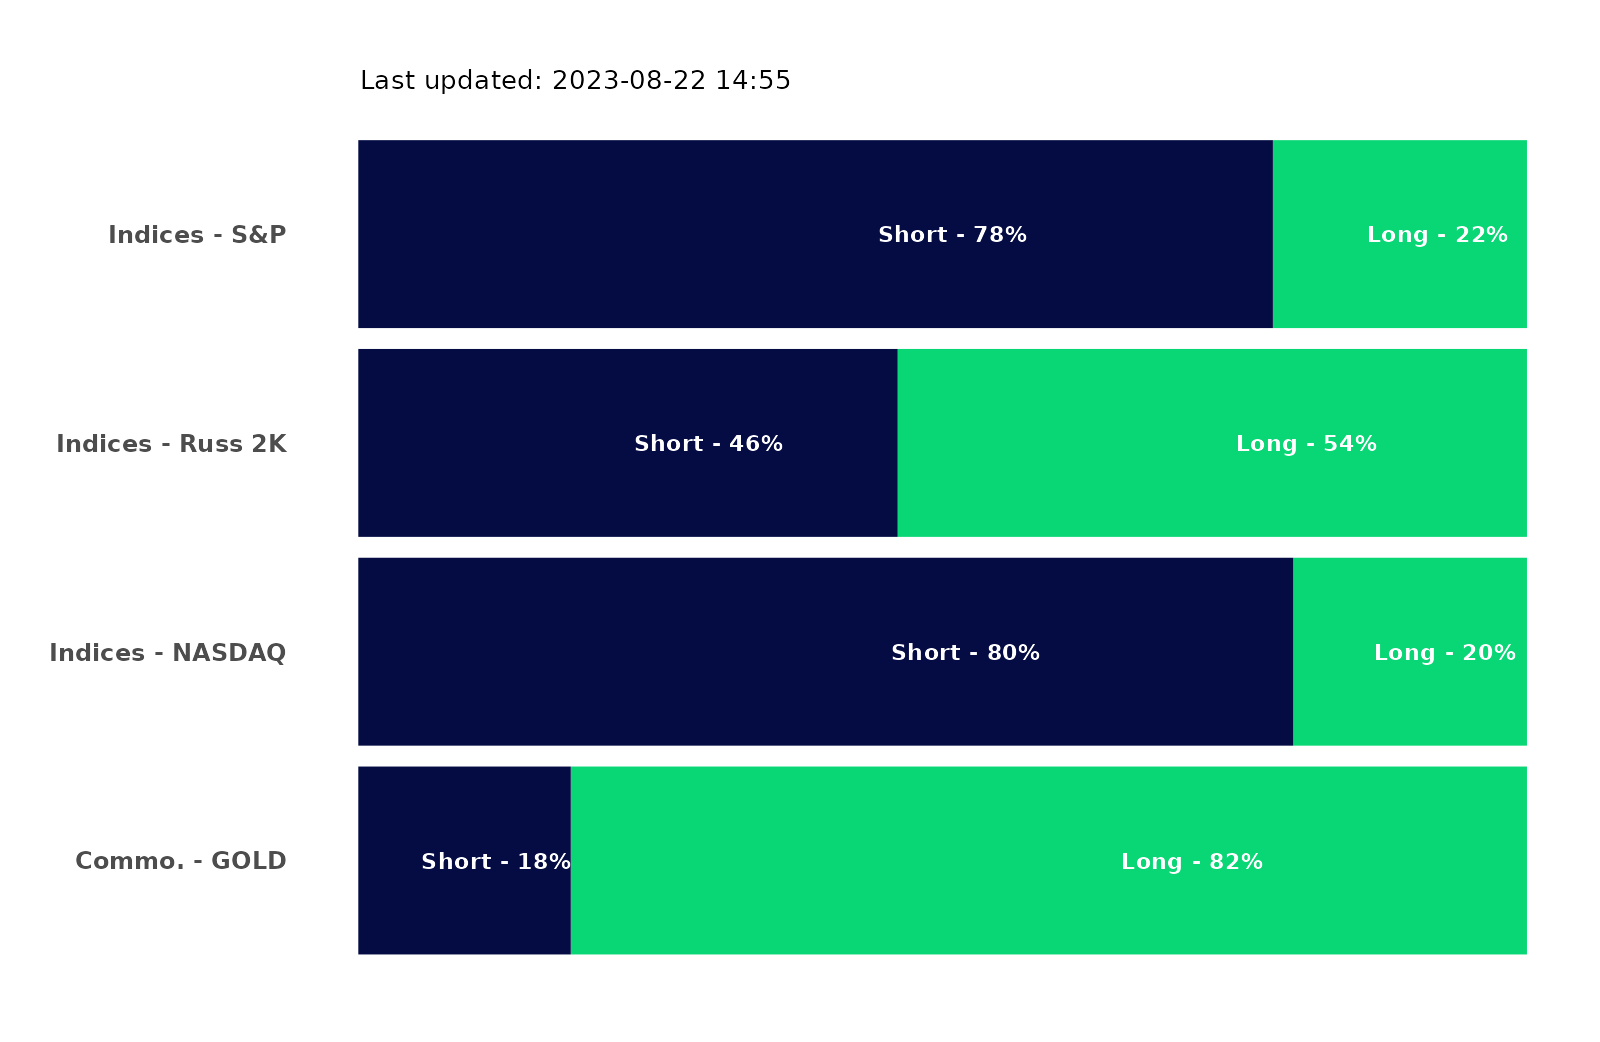 Last updated: 2023-08-22 14:55
Indices - S&P Short - 78% Long - 22%
Indices - Russ 2K Short - 46% Long - 54%
Indices - NASDAQ Short - 80% Long - 20%
Commo. - GOLD Short - 18% Long - 82%